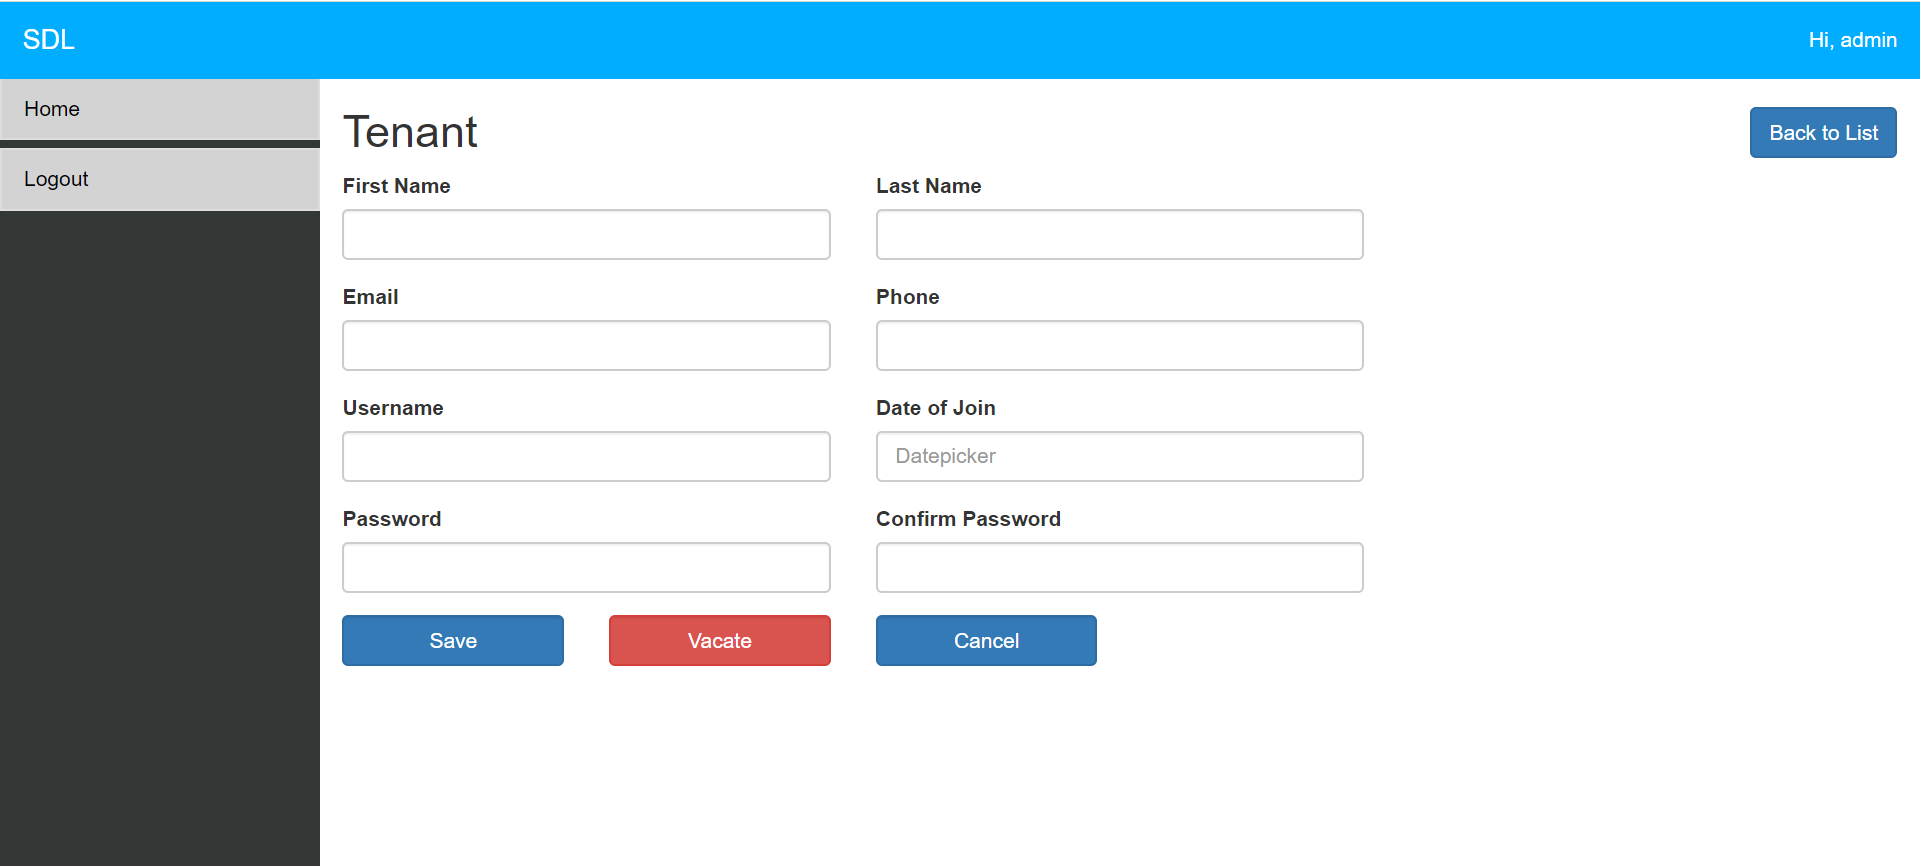 SDL
Hi, admin
Home
Logout
Tenant
Back to List
First Name
Last Name
Email
Phone
Username
Date of Join
Datepicker
Password
Confirm Password
Save
Vacate
Cancel